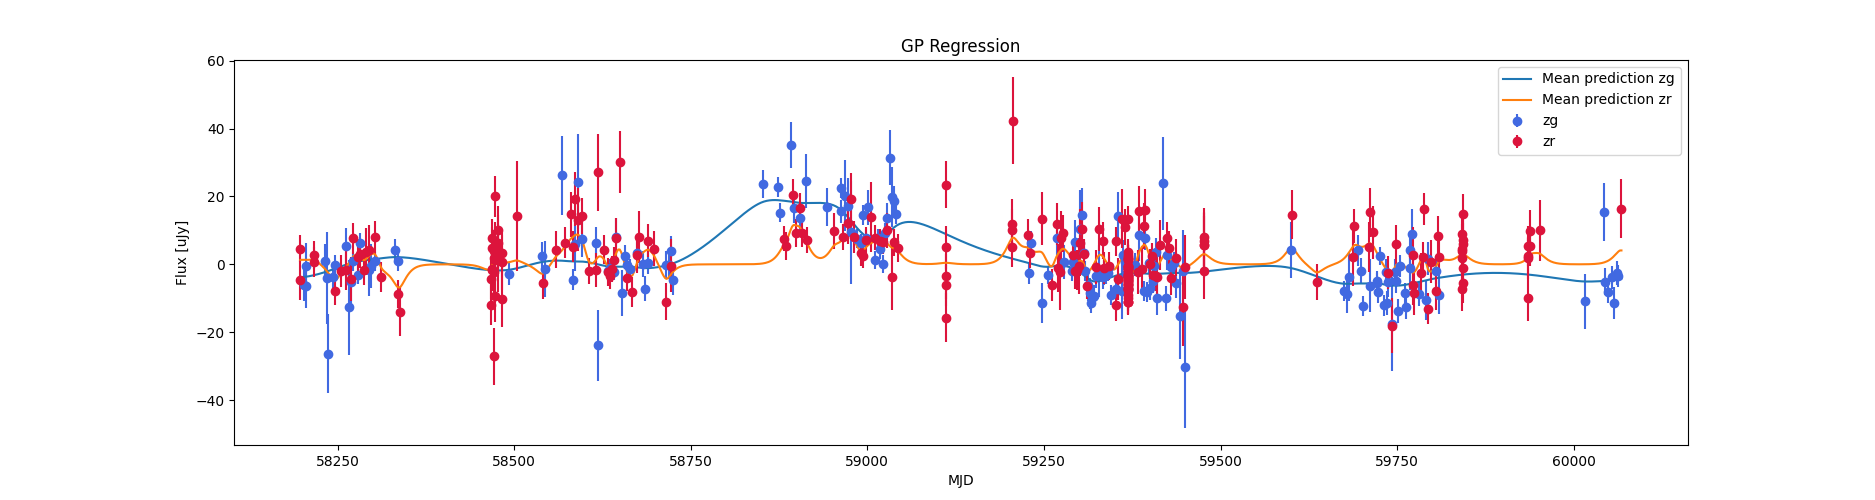 GP Regression
60
40
20
0
−20
−40
Flux [uJy]
Mean prediction zg
Mean prediction zr
zg
zr
58250
58500
58750
59000
59250
59500
59750
60000
MJD